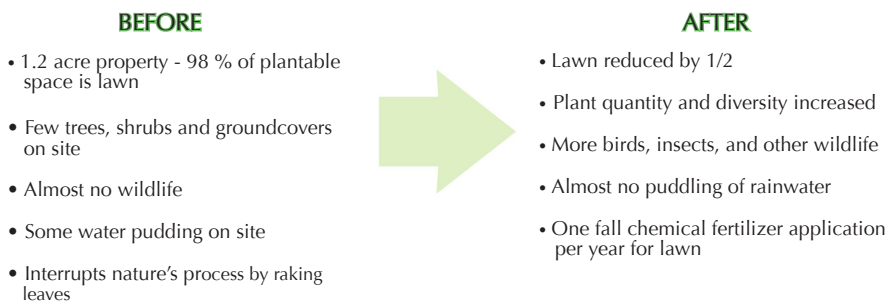 BEFORE
• 1.2 acre property - 98 % of plantable
space is lawn
• Few trees, shrubs and groundcovers
on site
• Almost no wildlife
• Some water pudding on site
• Interrupts nature's process by raking
leaves
AFTER
• Lawn reduced by 1/2
• Plant quantity and diversity increased
• More birds, insects, and other wildlife
• Almost no puddling of rainwater
• One fall chemical fertilizer application
per year for lawn